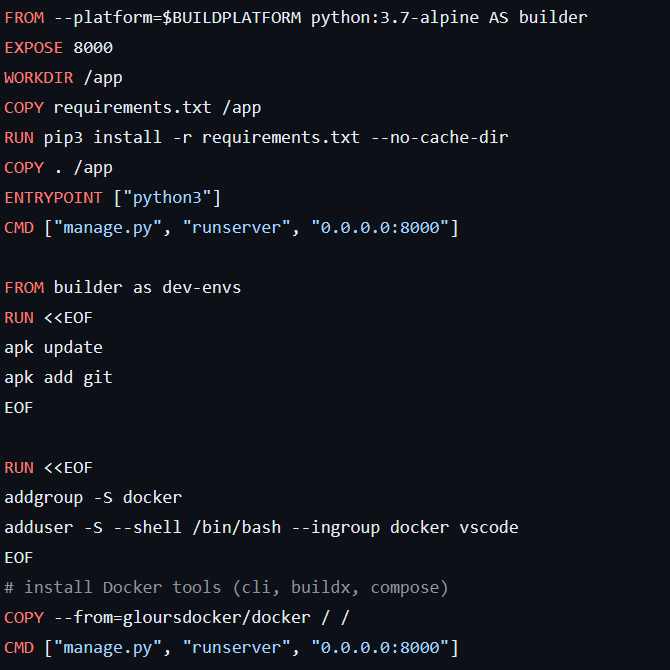 FROM --platform=$BUILDPLATFORM python:3.7-alpine AS builder
EXPOSE 8000
WORKDIR /app
COPY requirements.txt /app
RUN pip3 install -r requirements.txt --no-cache-dir
COPY . /app
ENTRYPOINT ["python3"]
CMD ["manage.py", "runserver", "0.0.0.0:8000"]

FROM builder as dev-envs
RUN <<EOF
apk update
apk add git
EOF

RUN <<EOF
addgroup -S docker
adduser -S --shell /bin/bash --ingroup docker vscode
EOF
# install Docker tools (cli, buildx, compose)
COPY --from=gloursdocker/docker / /
CMD ["manage.py", "runserver", "0.0.0.0:8000"]